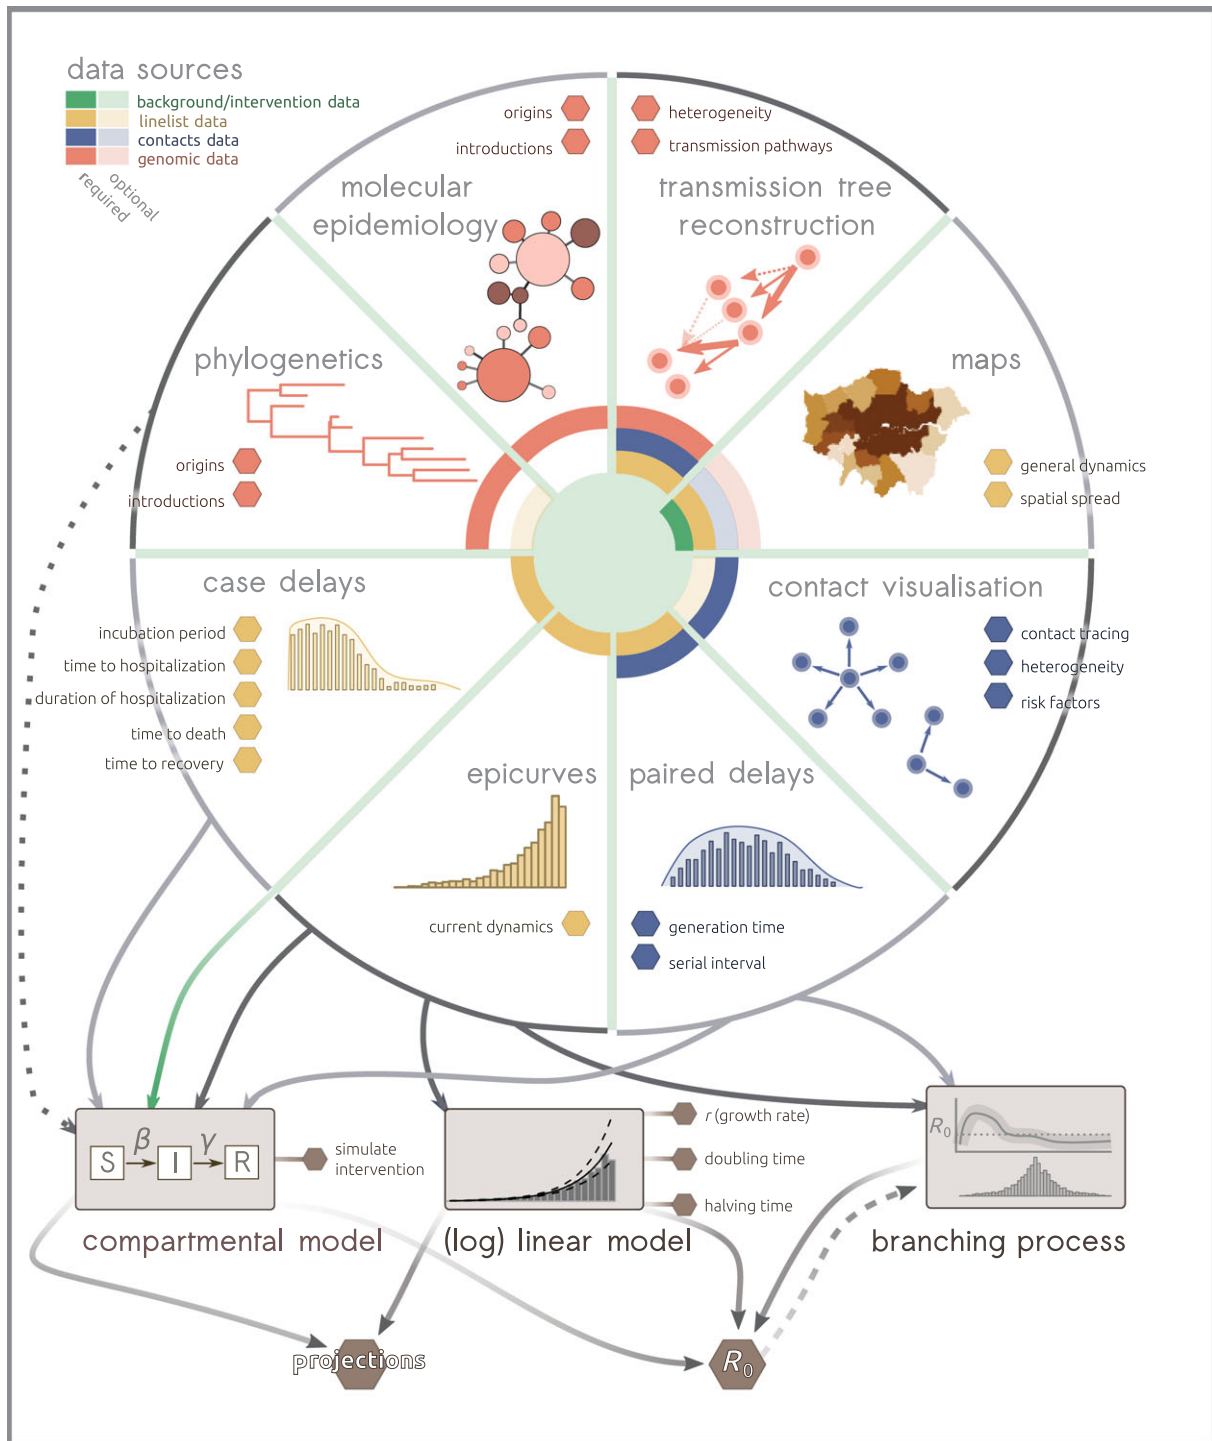 data sources
background/intervention data
linelist data
contacts data
genomic data
required
optional
origins
introductions
molecular
epidemiology
heterogeneity
transmission pathways
transmission tree
reconstruction
phylogenetics
origins
introductions
maps
general dynamics
spatial spread
case delays
incubation period
time to hospitalization
duration of hospitalization
time to death
time to recovery
contact visualisation
contact tracing
heterogeneity
risk factors
epicurves
current dynamics
paired delays
generation time
serial interval
S β I γ R
simulate
intervention
compartmental model
r (growth rate)
doubling time
halving time
(log) linear model
R₀
branching process
projections
R₀